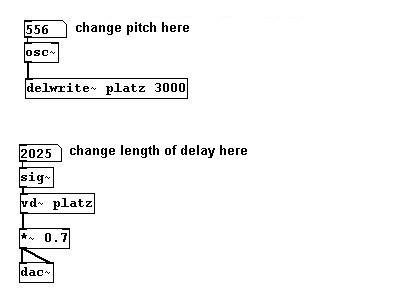 556 change pitch here
osc~
delwrite~ platz 3000
2025 change length of delay here
sig~
vd~ platz
*~ 0.7
dac~